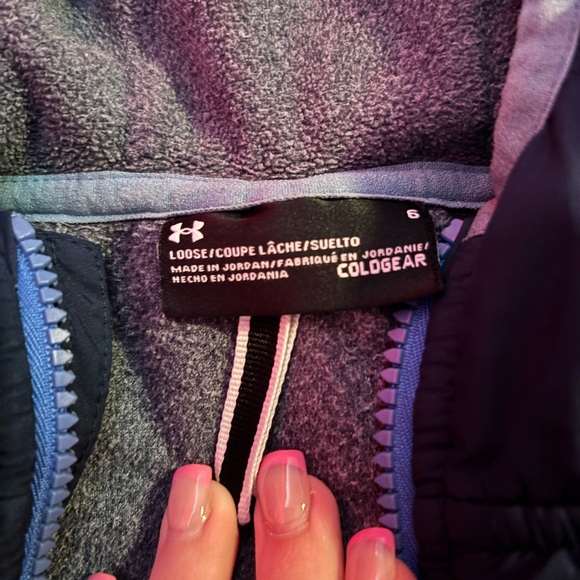 6
LOOSE/COUPE LÂCHE/SUELTO
MADE IN JORDAN/FABRIQUÉ EN JORDANIE/
HECHO EN JORDANIA
COLDGEAR